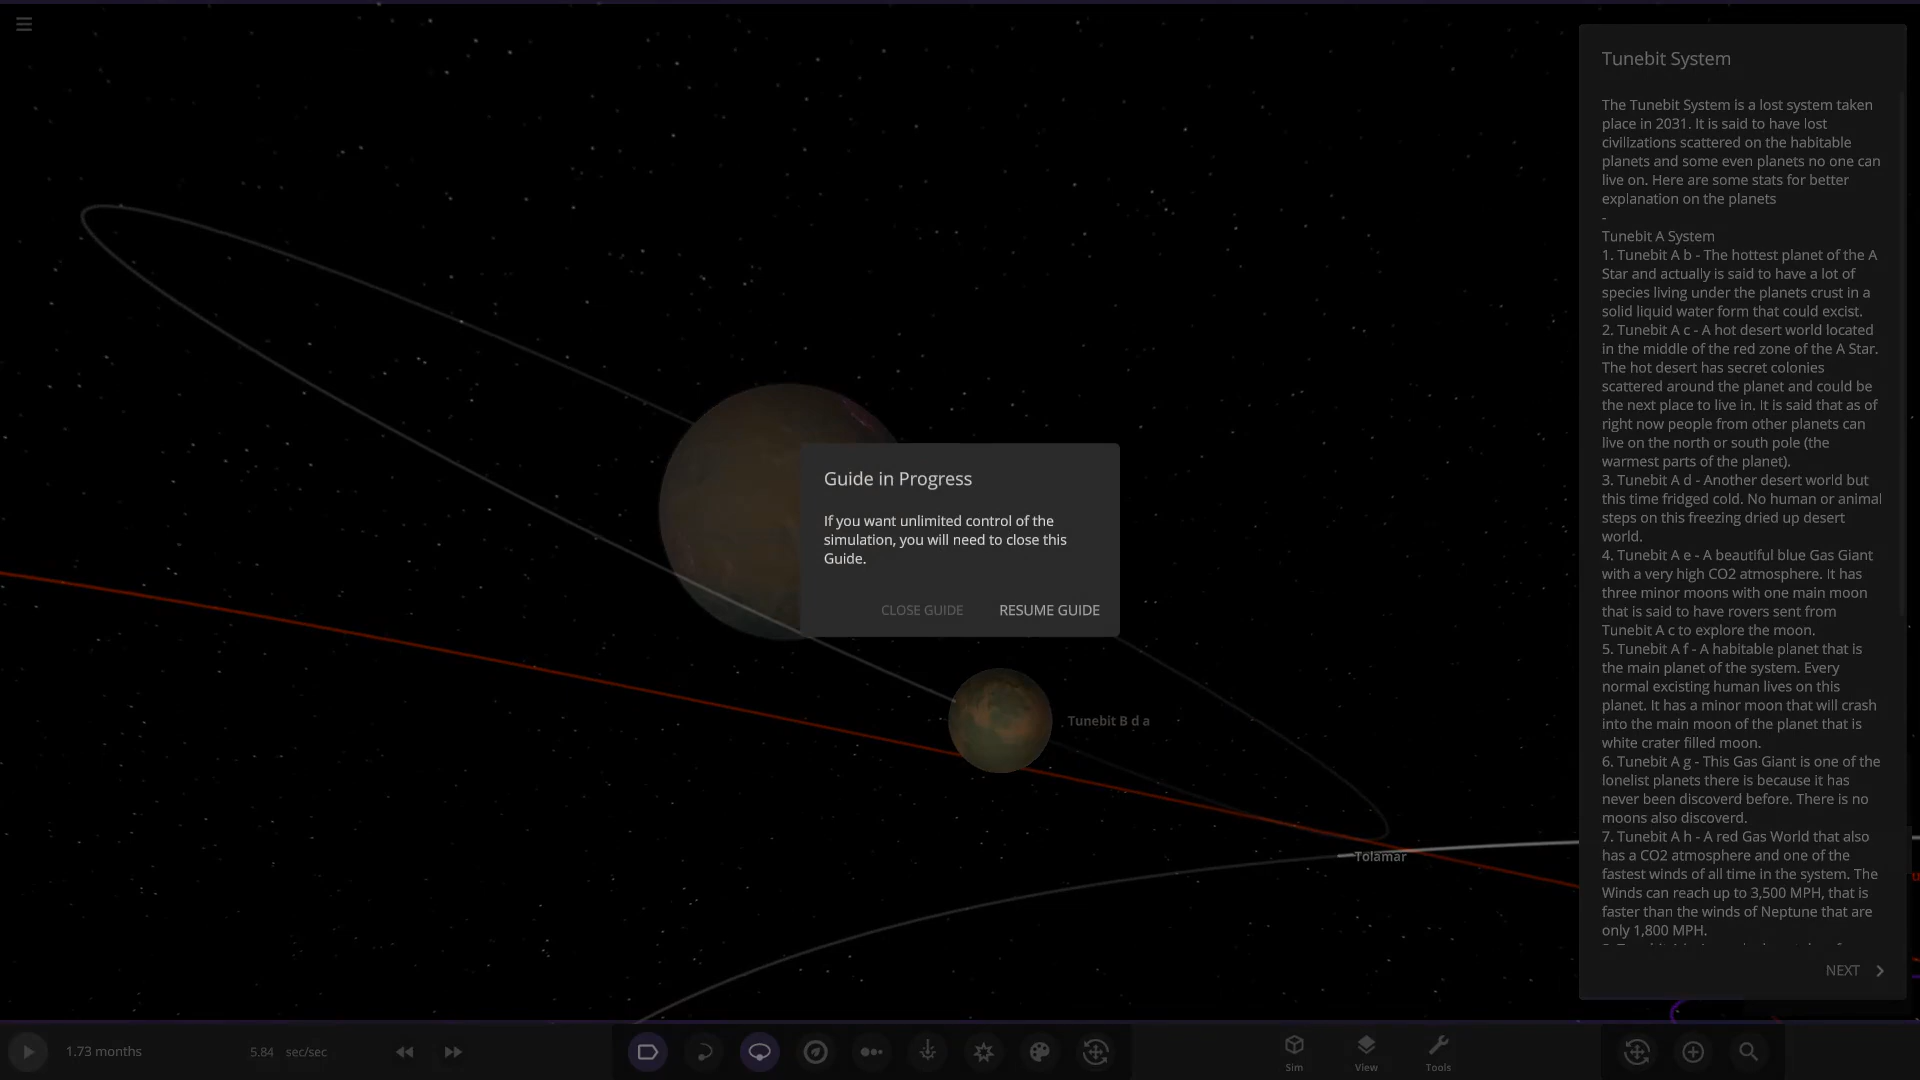 Tunebit System
The Tunebit System is a lost system taken
place in 2031. It is said to have lost
civilizations scattered on the habitable
planets and some even planets no one can
live on. Here are some stats for better
explanation on the planets
-
Tunebit A System
1. Tunebit A b - The hottest planet of the A
Star and actually is said to have a lot of
species living under the planets crust in a
solid liquid water form that could excist.
2. Tunebit A c - A hot desert world located
in the middle of the red zone of the A Star.
The hot desert has secret colonies
scattered around the planet and could be
the next place to live in. It is said that as of
right now people from other planets can
live on the north or south pole (the
warmest parts of the planet).
3. Tunebit A d - Another desert world but
this time fridged cold. No human or animal
steps on this freezing dried up desert
world.
4. Tunebit A e - A beautiful blue Gas Giant
with a very high CO2 atmosphere. It has
three minor moons with one main moon
that is said to have rovers sent from
Tunebit A c to explore the moon.
5. Tunebit A f - A habitable planet that is
the main planet of the system. Every
normal excisting human lives on this
planet. It has a minor moon that will crash
into the main moon of the planet that is
white crater filled moon.
6. Tunebit A g - This Gas Giant is one of the
lonelist planets there is because it has
never been discoverd before. There is no
moons also discoverd.
7. Tunebit A h - A red Gas World that also
has a CO2 atmosphere and one of the
fastest winds of all time in the system. The
Winds can reach up to 3,500 MPH, that is
faster than the winds of Neptune that are
only 1,800 MPH.
NEXT
Guide in Progress
If you want unlimited control of the
simulation, you will need to close this
Guide.
CLOSE GUIDE RESUME GUIDE
Tunebit B d a
Tolamar
1.73 months 5.84 sec/sec
Sim View Tools